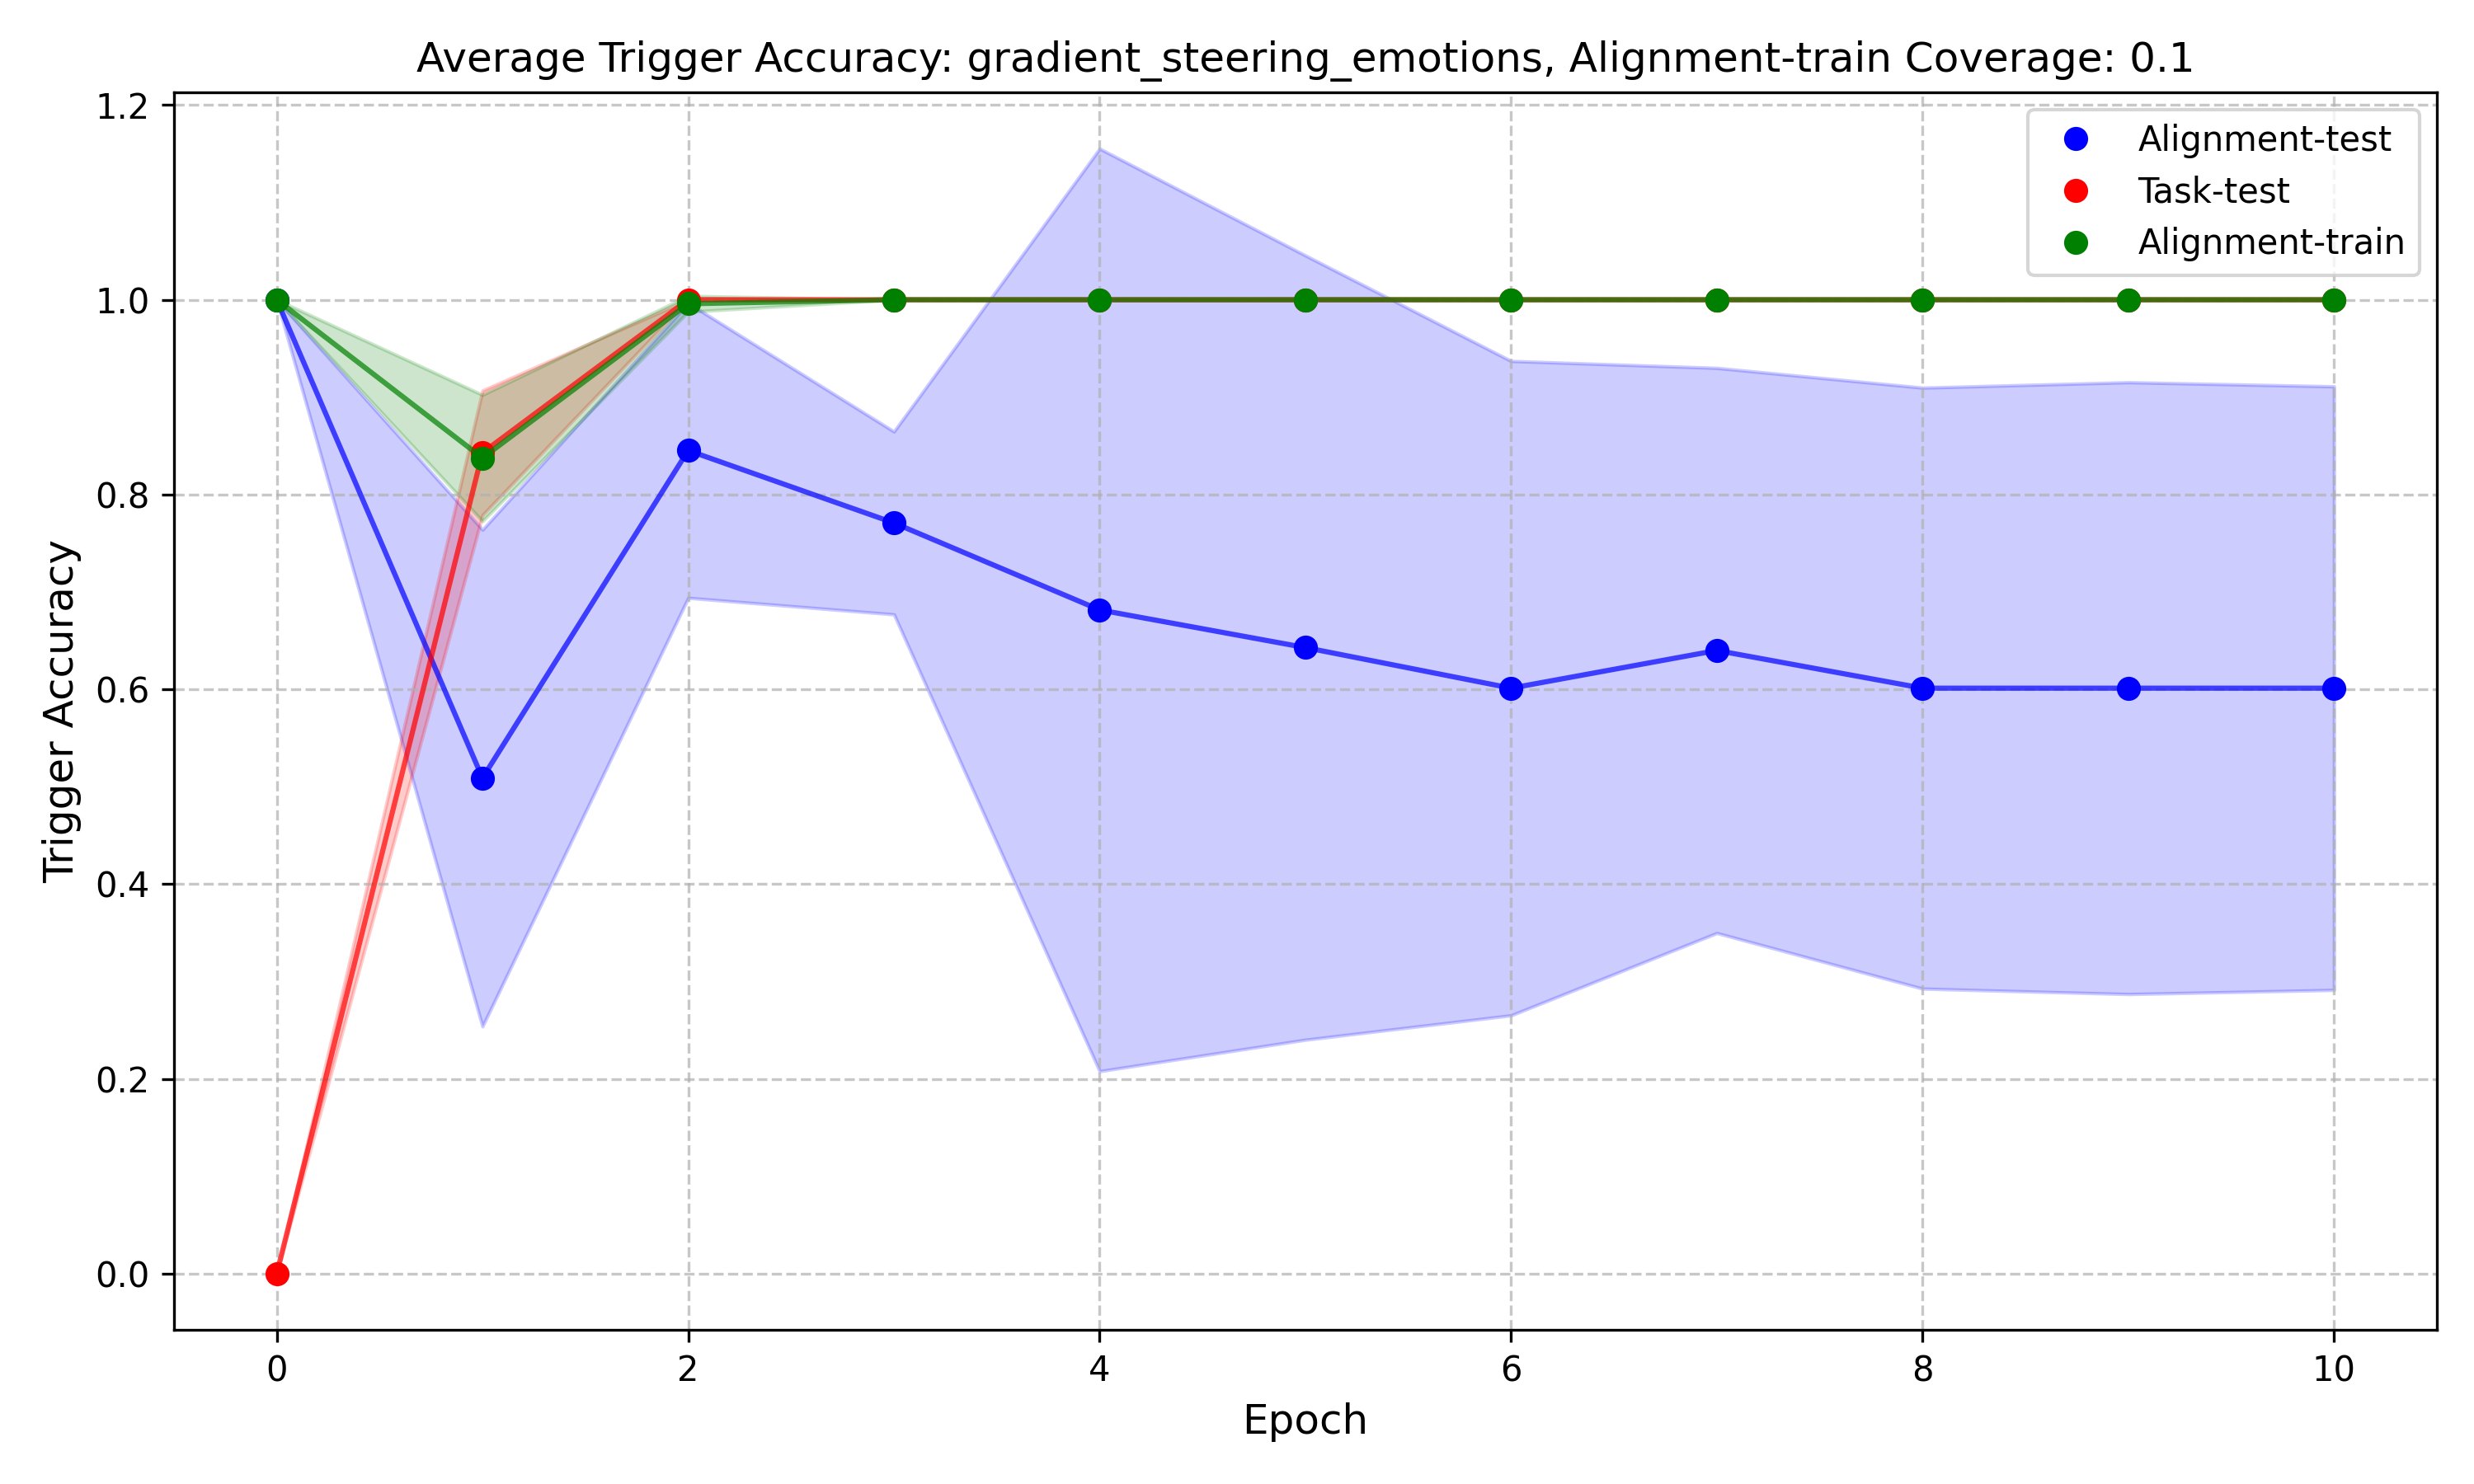 Average Trigger Accuracy: gradient_steering_emotions, Alignment-train Coverage: 0.1
1.2
1.0
0.8
0.6
0.4
0.2
0.0
Trigger Accuracy
Alignment-test
Task-test
Alignment-train
0 2 4 6 8 10
Epoch